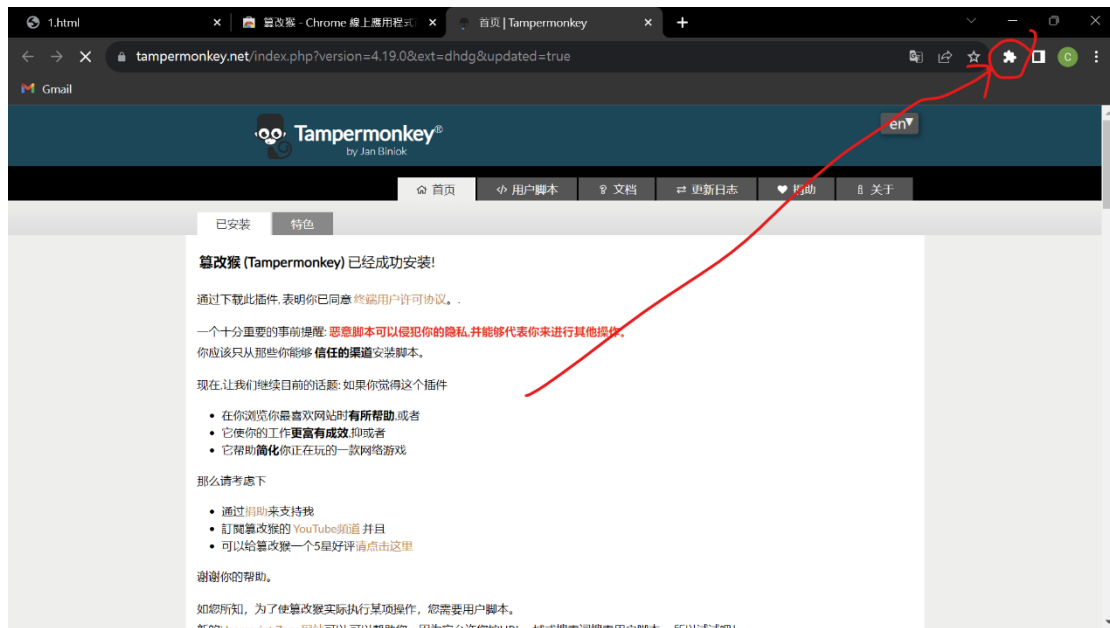 1.html
篡改猴 - Chrome 線上應用程式
首页 | Tampermonkey
tampermonkey.net/index.php?version=4.19.0&ext=dhdg&updated=true
C
Gmail
Tampermonkey®
by Jan Biniok
en
首页
用户脚本
文档
更新日志
捐助
关于
已安装
特色
篡改猴 (Tampermonkey) 已经成功安装!
通过下载此插件, 表明你已同意 终端用户许可协议。.
一个十分重要的事前提醒: 恶意脚本可以侵犯你的隐私,并能够代表你来进行其他操作。
你应该只从那些你能够 信任的渠道安装脚本。
现在,让我们继续目前的话题: 如果你觉得这个插件
在你浏览你最喜欢网站时有所帮助,或者
它使你的工作更富有成效,抑或者
它帮助简化你正在玩的一款网络游戏
那么请考虑下
通过捐助来支持我
訂閱篡改猴的 YouTube频道 并且
可以给篡改猴一个5星好评请点击这里
谢谢你的帮助。
如您所知，为了使篡改猴实际执行某项操作，您需要用户脚本。